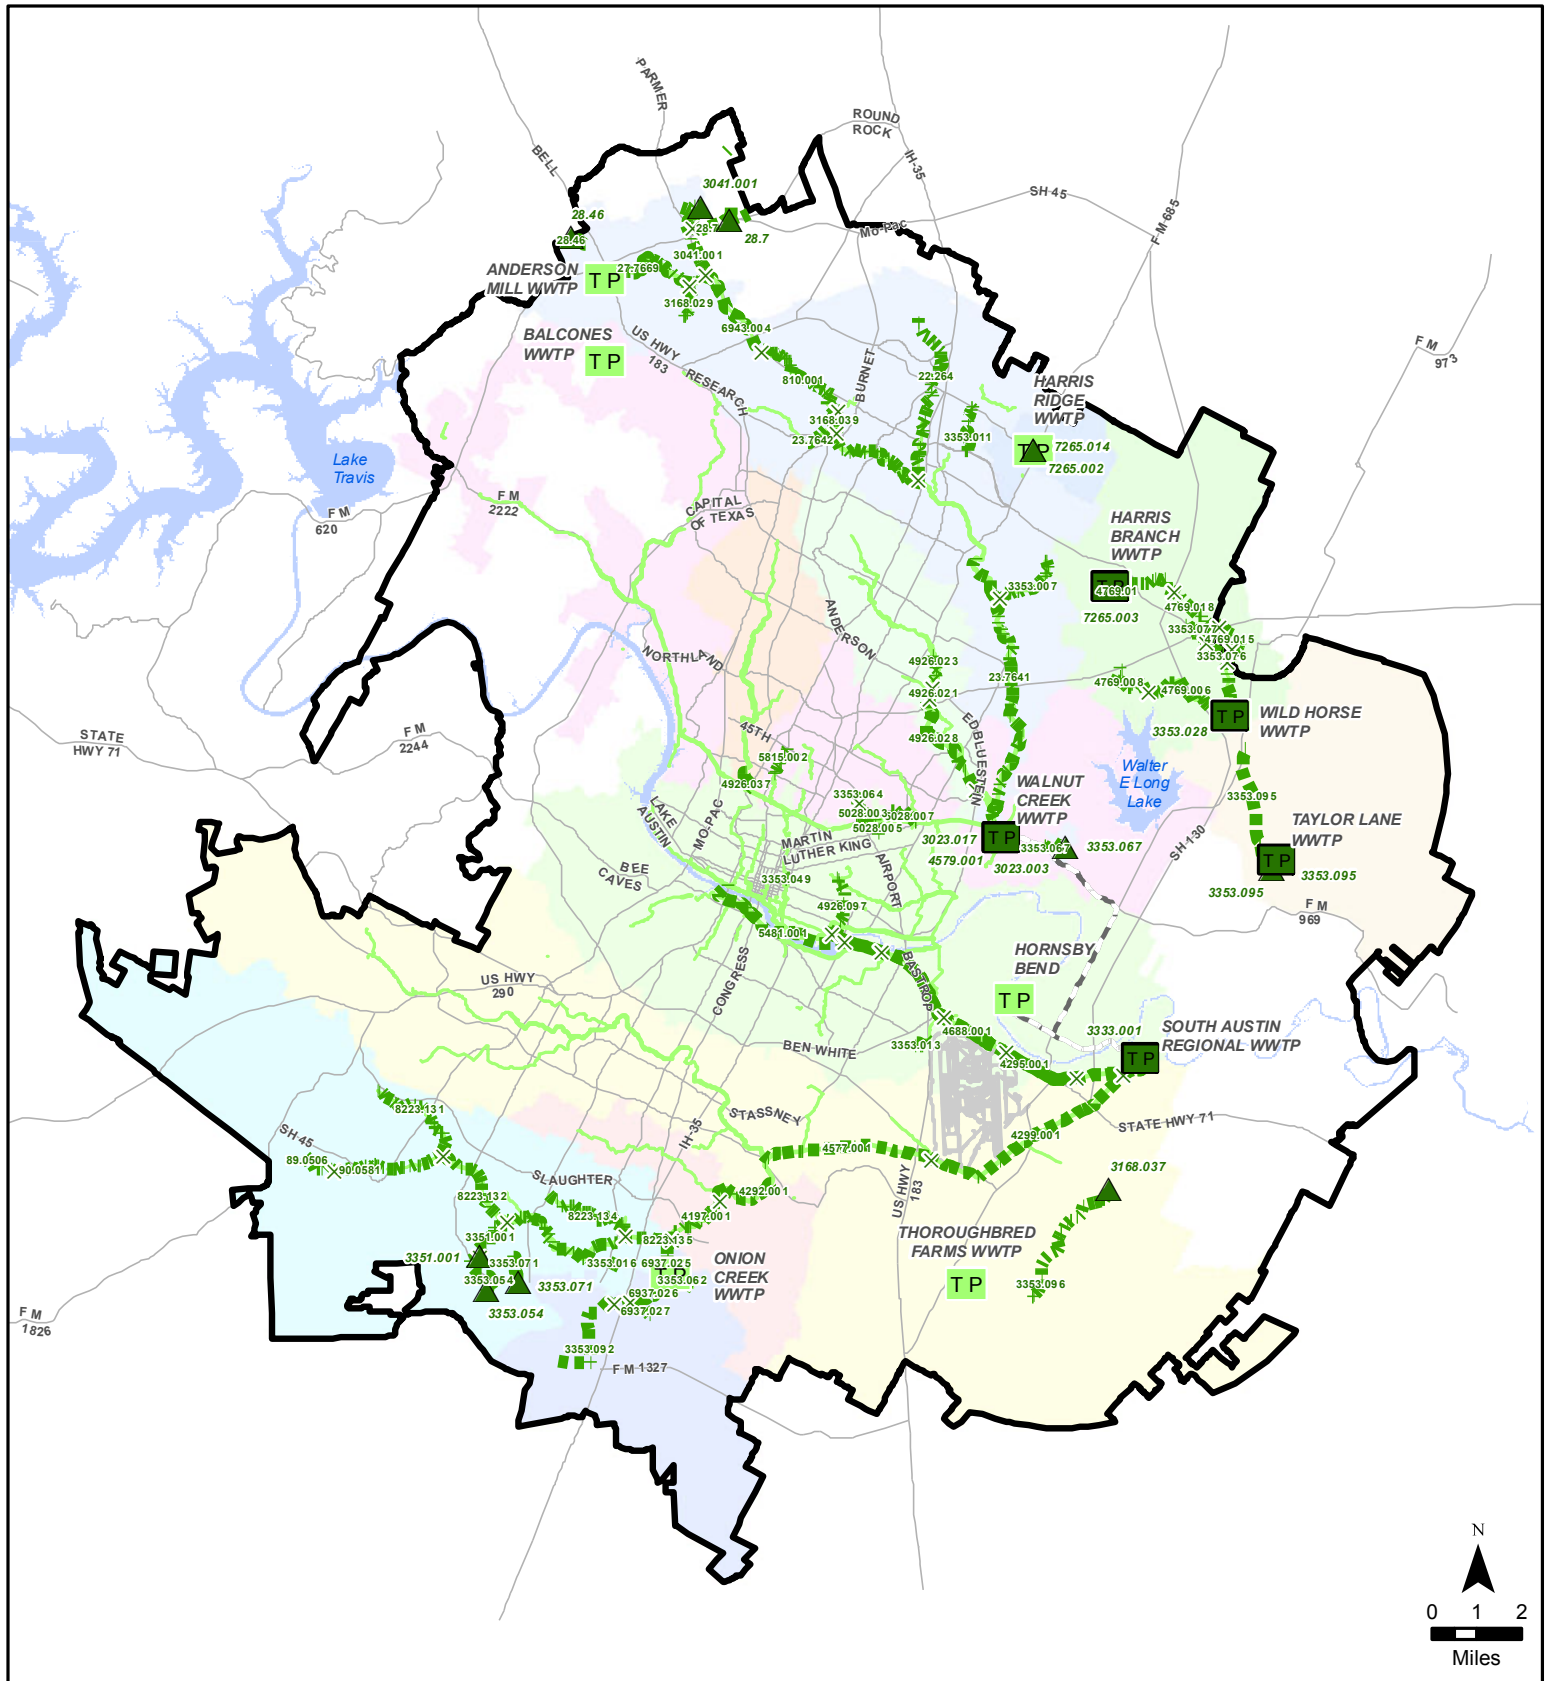 PARMER
ROUND
ROCK
BELL
IH-35
SH 45
FM 685
3041.001
28.46
28.46
28.7
Mo-Pac
3041.001
ANDERSON
MILL WWTP
T P
27.7669
3168.029
6943.004
BALCONES
WWTP
T P
US HWY
183
RESEARCH
BURNET
810.001
22.264
FM
973
HARRIS
RIDGE
WWTP
3168.039
23.7642
3353.011
7265.014
7265.002
Lake
Travis
FM
2222
FM
620
CAPITAL
OF TEXAS
HARRIS
BRANCH
WWTP
3353.007
4769.01
7265.003
4769.018
3353.077
4769.015
3353.076
ANDERSON
NORTHLAND
4926.023
23.7641
4769.008
4769.006
4926.021
T P
WILD HORSE
WWTP
3353.028
STATE
HWY 71
FM
2244
45TH
ED BLUESTEIN
4926.028
5815.002
4926.037
Walter
E Long
Lake
WALNUT
CREEK
WWTP
3353.064
5028.003
5028.007
5028.005
3353.095
LAKE
AUSTIN
MO-PAC
MARTIN
LUTHER KING
3023.017
T P
4579.001
3353.067
3353.067
3023.003
SH-130
TAYLOR LANE
WWTP
T P
3353.095
3353.095
BEE
CAVES
3353.049
AIRPORT
4926.097
FM
969
5481.001
US HWY
290
CONGRESS
BASTROP
HORNSBY
BEND
T P
4688.001
3333.001
SOUTH AUSTIN
REGIONAL WWTP
T P
BEN WHITE
3353.013
4295.001
8223.131
STASSNEY
IH-35
STATE HWY 71
4299.001
SH 45
89.0506
90.0581
4577.001
SLAUGHTER
3168.037
8223.132
4292.001
US HWY
183
8223.134
4197.001
3351.001
3351.001
8223.135
THOROUGHBRED
FARMS WWTP
T P
3353.071
3353.016
6937.025
ONION
CREEK
WWTP
3353.054
3353.071
3353.062
3353.054
6937.026
6937.027
3353.096
FM
1826
3353.092
FM 1327
N
0 1 2
Miles